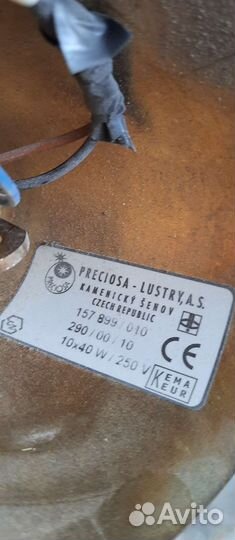 PRECIOSA - LUSTRY, A.S.
KAMENICKÝ ŠENOV
CZECH REPUBLIC
157 899/010
290/00/10
10x40 W/250 V
CE
KEMA
KEUR
Avito